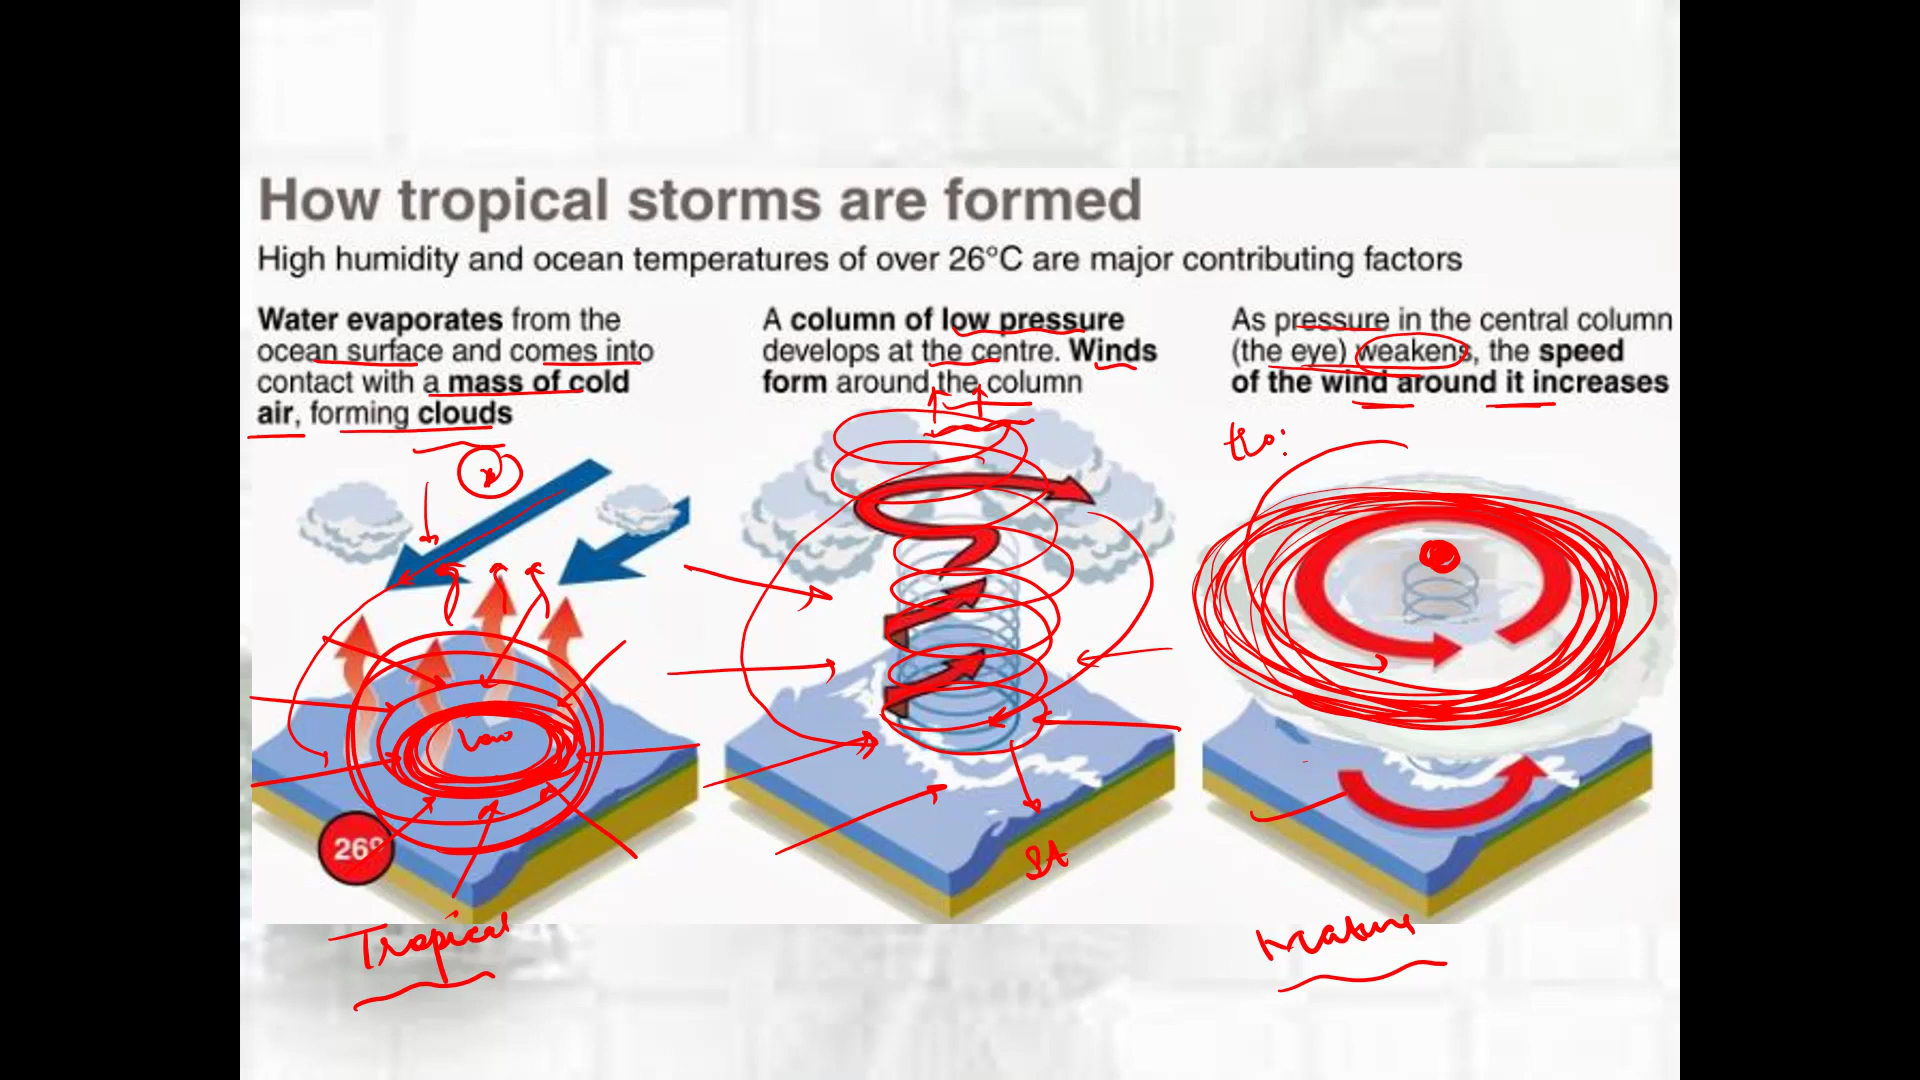 How tropical storms are formed
High humidity and ocean temperatures of over 26°C are major contributing factors
Water evaporates from the
ocean surface and comes into
contact with a mass of cold
air, forming clouds
A column of low pressure
develops at the centre. Winds
form around the column
As pressure in the central column
(the eye) weakens, the speed
of the wind around it increases
Low
26°
Tropical
Mature